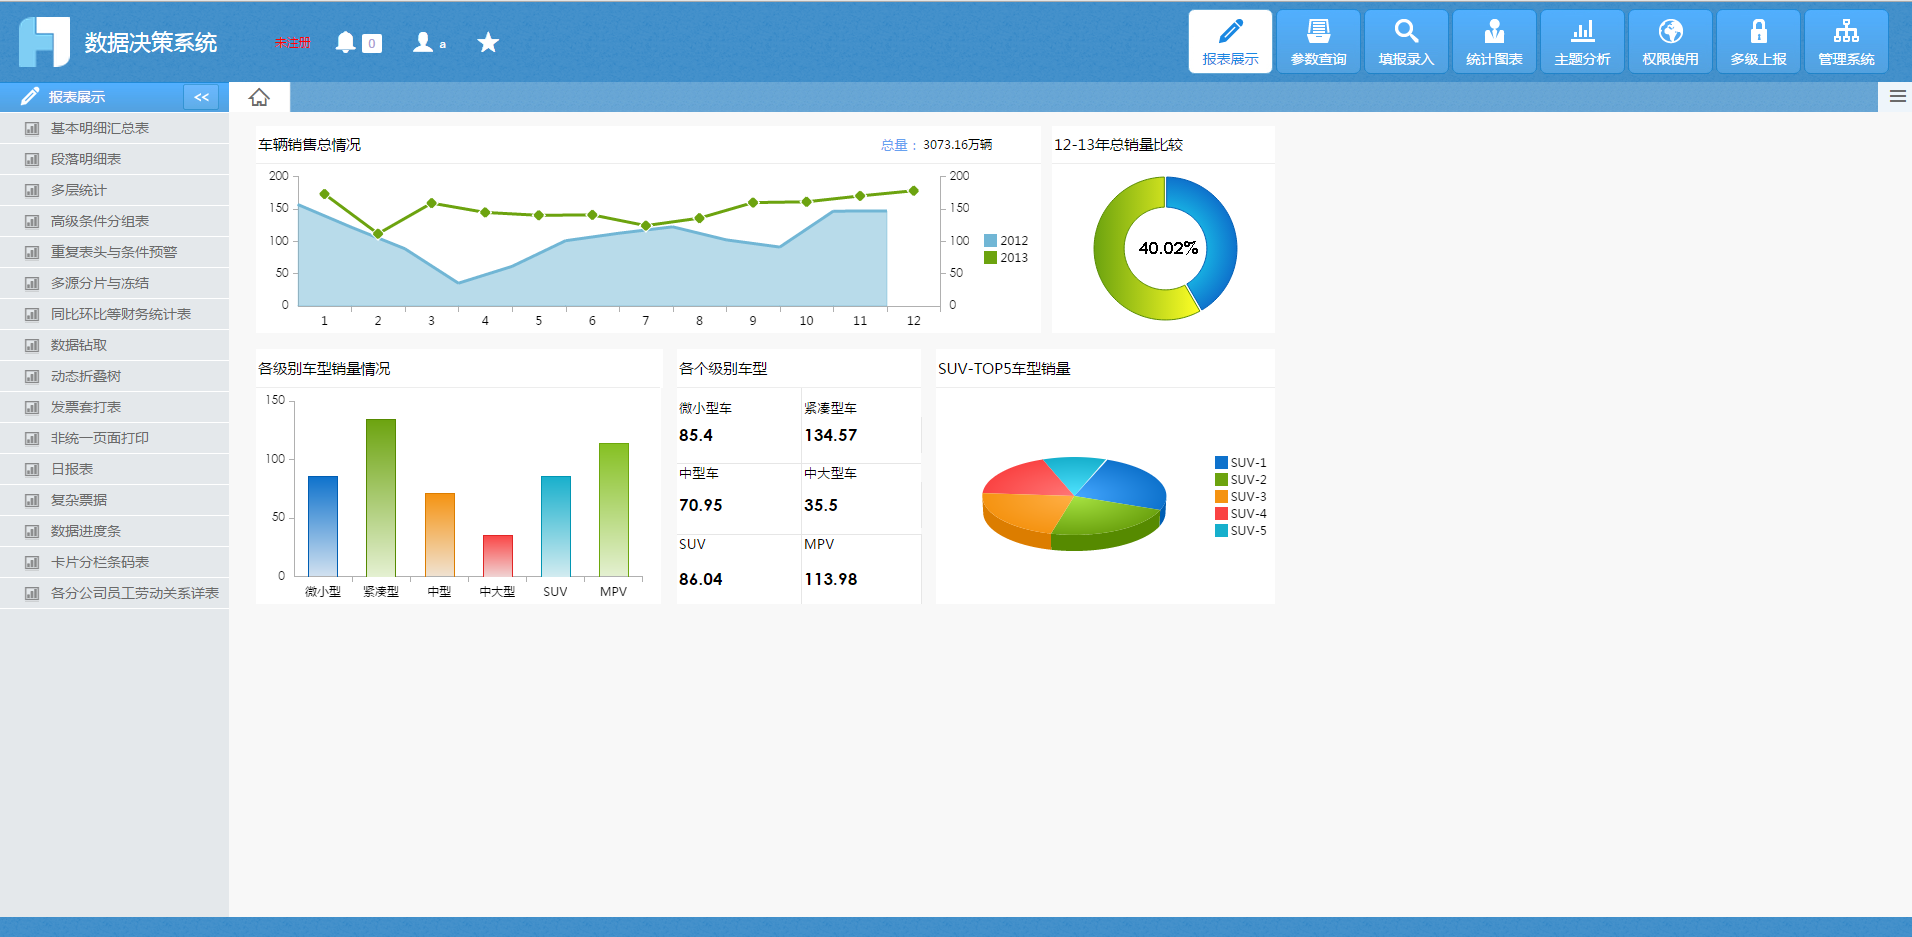 数据决策系统
未注册
0
a
报表展示
参数查询
填报录入
统计图表
主题分析
权限使用
多级上报
管理系统
报表展示
<<
基本明细汇总表
段落明细表
多层统计
高级条件分组表
重复表头与条件预警
多源分片与冻结
同比环比等财务统计表
数据钻取
动态折叠树
发票套打表
非统一页面打印
日报表
复杂票据
数据进度条
卡片分栏条码表
各分公司员工劳动关系详表
车辆销售总情况
总量： 3073.16万辆
200
150
100
50
0
200
150
100
50
0
1 2 3 4 5 6 7 8 9 10 11 12
2012
2013
12-13年总销量比较
40.02%
各级别车型销量情况
150
100
50
0
微小型 紧凑型 中型 中大型 SUV MPV
各个级别车型
微小型车 紧凑型车
85.4 134.57
中型车 中大型车
70.95 35.5
SUV MPV
86.04 113.98
SUV-TOP5车型销量
SUV-1
SUV-2
SUV-3
SUV-4
SUV-5